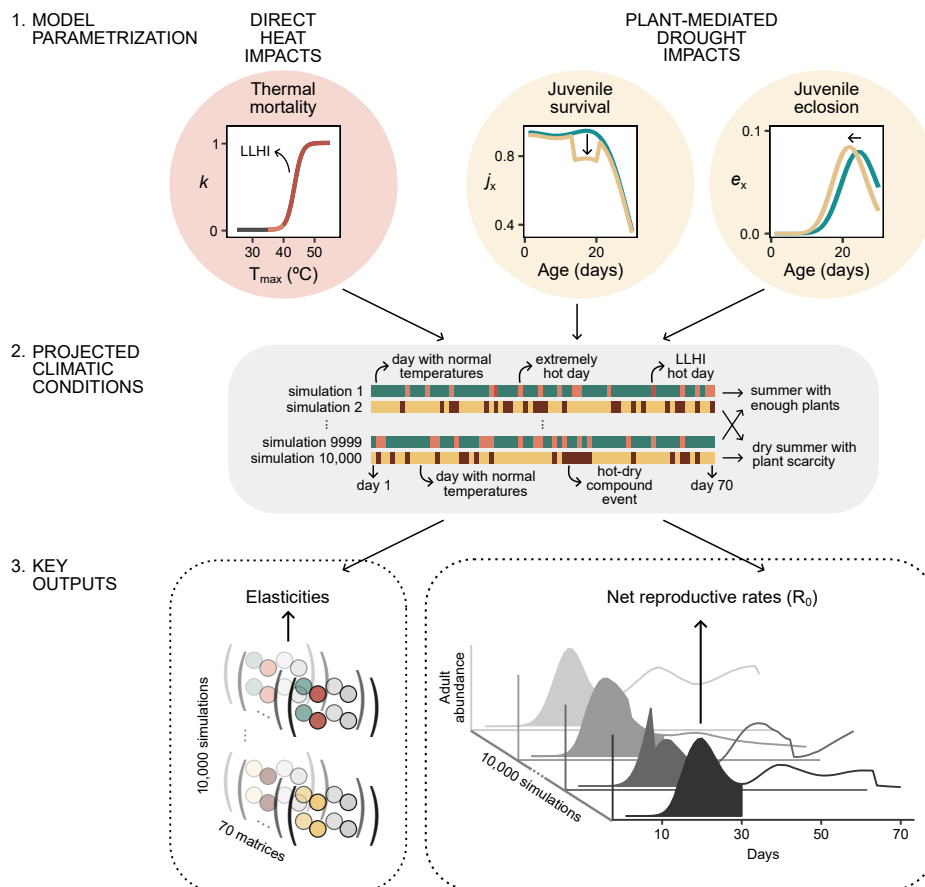 1. MODEL
PARAMETRIZATION
DIRECT
HEAT
IMPACTS
PLANT-MEDIATED
DROUGHT
IMPACTS
Thermal
mortality
1
LLHI
k
0
30
40
50
Tmax (ºC)
Juvenile
survival
0.8
jx
0.4
0
20
Age (days)
Juvenile
eclosion
0.1
ex
0.0
20
Age (days)
2. PROJECTED
CLIMATIC
CONDITIONS
day with normal
temperatures
extremely
hot day
LLHI
hot day
simulation 1
simulation 2
⋮
⋮
simulation 9999
simulation 10,000
summer with
enough plants
dry summer with
plant scarcity
day 1
day with normal
temperatures
hot-dry
compound
event
day 70
3. KEY
OUTPUTS
Elasticities
10,000 simulations
...
...
...
70 matrices
Net reproductive rates (R0)
Adult
abundance
10,000 simulations
10
30
50
70
Days